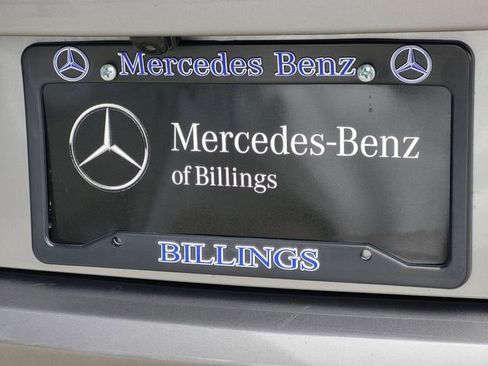 Mercedes Benz
Mercedes-Benz
of Billings
BILLINGS